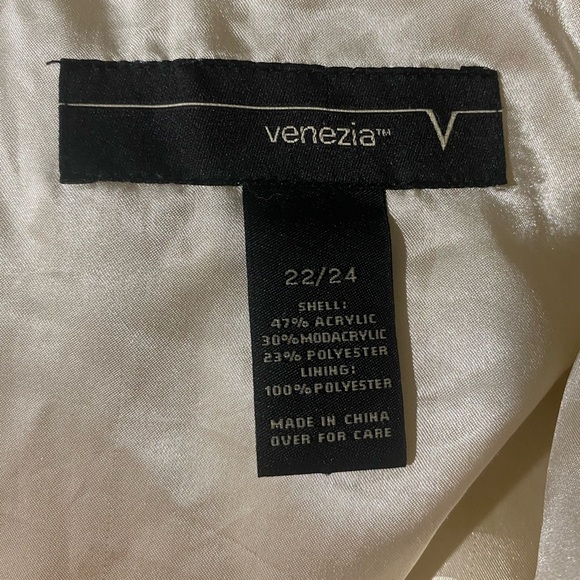 venezia™ V
22/24
SHELL:
47% ACRYLIC
30% MODACRYLIC
23% POLYESTER
LINING:
100% POLYESTER
MADE IN CHINA
OVER FOR CARE